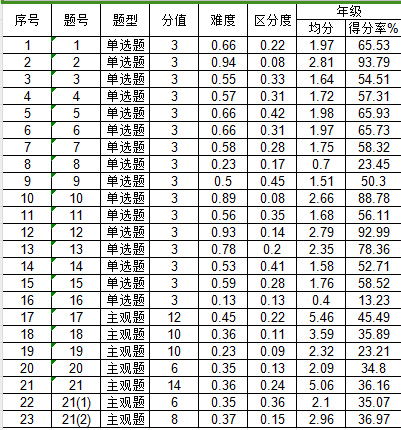 序号 题号 题型 分值 难度 区分度 年级
均分 得分率%
1 1 单选题 3 0.66 0.22 1.97 65.53
2 2 单选题 3 0.94 0.08 2.81 93.79
3 3 单选题 3 0.55 0.33 1.64 54.51
4 4 单选题 3 0.57 0.31 1.72 57.31
5 5 单选题 3 0.66 0.42 1.98 65.93
6 6 单选题 3 0.66 0.31 1.97 65.73
7 7 单选题 3 0.58 0.28 1.75 58.32
8 8 单选题 3 0.23 0.17 0.7 23.45
9 9 单选题 3 0.5 0.45 1.51 50.3
10 10 单选题 3 0.89 0.08 2.66 88.78
11 11 单选题 3 0.56 0.35 1.68 56.11
12 12 单选题 3 0.93 0.14 2.79 92.99
13 13 单选题 3 0.78 0.2 2.35 78.36
14 14 单选题 3 0.53 0.41 1.58 52.71
15 15 单选题 3 0.59 0.28 1.76 58.52
16 16 单选题 3 0.13 0.13 0.4 13.23
17 17 主观题 12 0.45 0.22 5.46 45.49
18 18 主观题 10 0.36 0.11 3.59 35.89
19 19 主观题 10 0.23 0.09 2.32 23.21
20 20 主观题 6 0.35 0.13 2.09 34.8
21 21 主观题 14 0.36 0.24 5.06 36.16
22 21(1) 主观题 6 0.35 0.36 2.1 35.07
23 21(2) 主观题 8 0.37 0.15 2.96 36.97